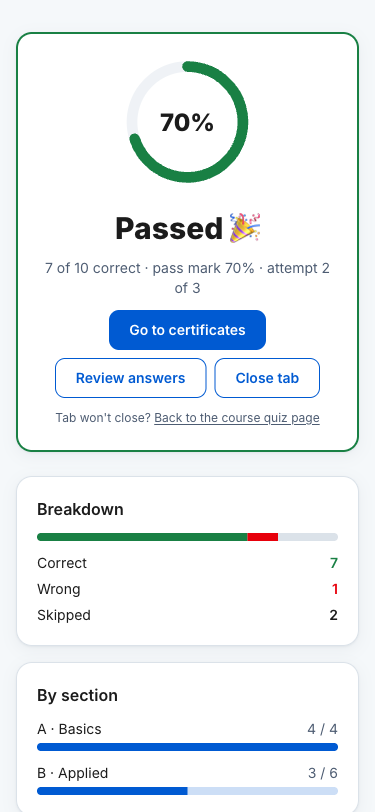 70%
Passed 🎉
7 of 10 correct · pass mark 70% · attempt 2
of 3
Go to certificates
Review answers
Close tab
Tab won't close? Back to the course quiz page
Breakdown
Correct 7
Wrong 1
Skipped 2
By section
A · Basics 4 / 4
B · Applied 3 / 6